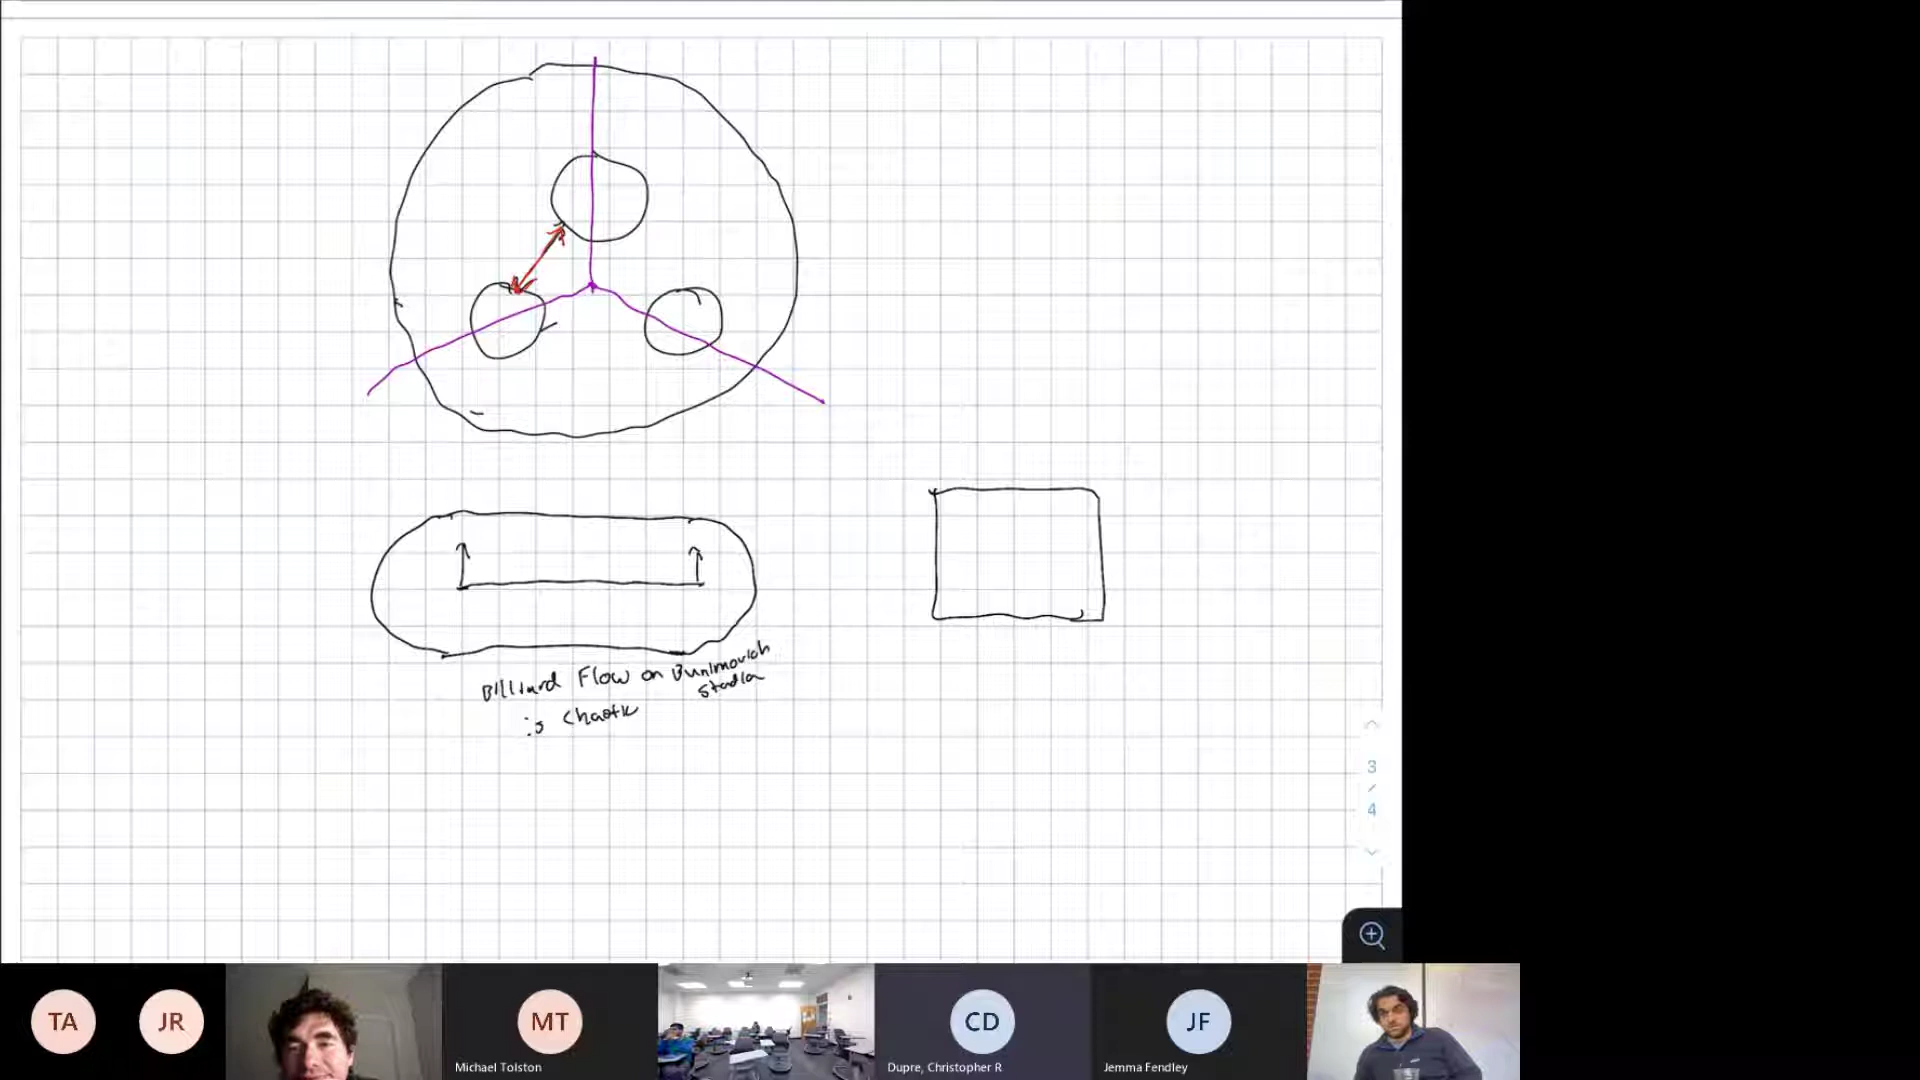 Billiard Flow on Bunimovich
Stadia
is chaotic
3
/
4
TA
JR
MT
CD
JF
Michael Tolston
Dupre, Christopher R
Jemma Fendley